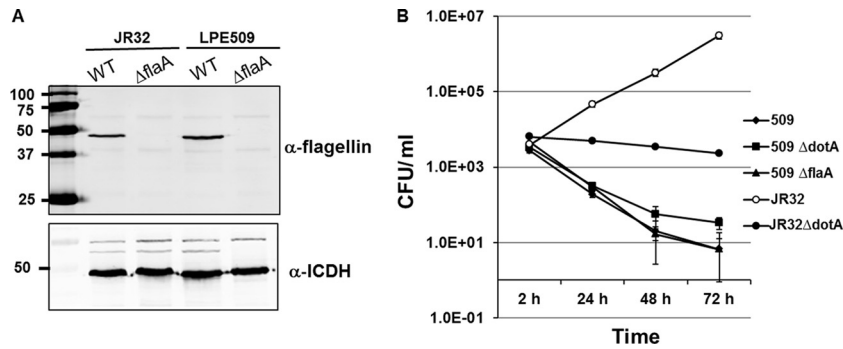 A
JR32
LPE509
WT
ΔflaA
WT
ΔflaA
100
75
50
37
25
α-flagellin
50
α-ICDH
B
1.0E+07
1.0E+05
1.0E+03
1.0E+01
1.0E-01
CFU/ml
2 h
24 h
48 h
72 h
Time
509
509 ΔdotA
509 ΔflaA
JR32
JR32ΔdotA